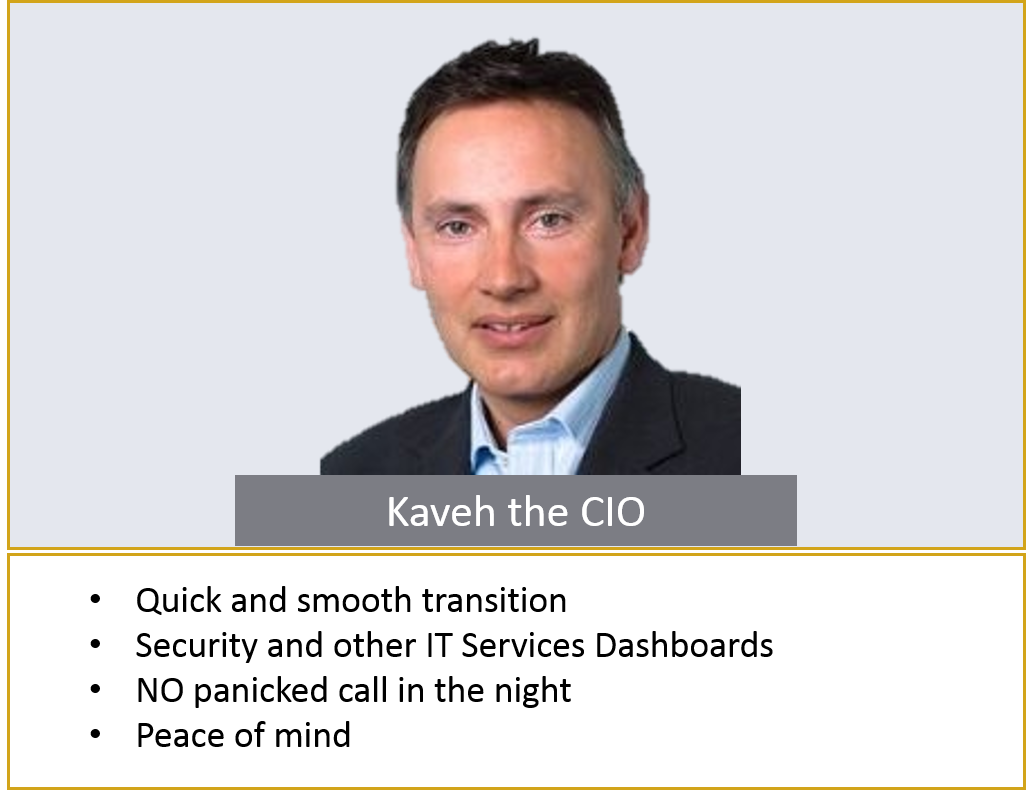 Kaveh the CIO
• Quick and smooth transition
• Security and other IT Services Dashboards
• NO panicked call in the night
• Peace of mind